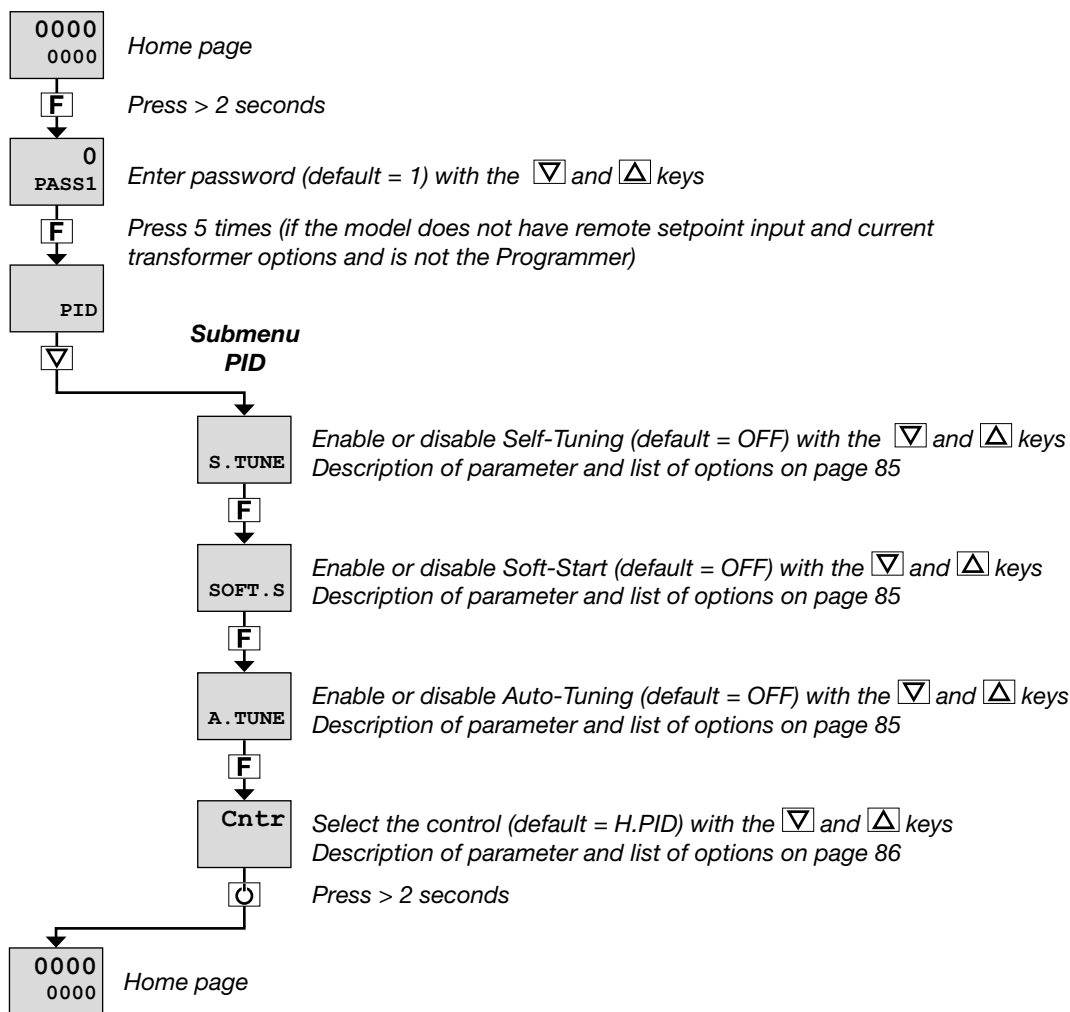 0000
0000
Home page
F
Press > 2 seconds
0
PASS1
Enter password (default = 1) with the ▽ and △ keys
F
Press 5 times (if the model does not have remote setpoint input and current
transformer options and is not the Programmer)
PID
Submenu
PID
S.TUNE
Enable or disable Self-Tuning (default = OFF) with the ▽ and △ keys
Description of parameter and list of options on page 85
F
SOFT.S
Enable or disable Soft-Start (default = OFF) with the ▽ and △ keys
Description of parameter and list of options on page 85
F
A.TUNE
Enable or disable Auto-Tuning (default = OFF) with the ▽ and △ keys
Description of parameter and list of options on page 85
F
Cntr
Select the control (default = H.PID) with the ▽ and △ keys
Description of parameter and list of options on page 86
Press > 2 seconds
0000
0000
Home page